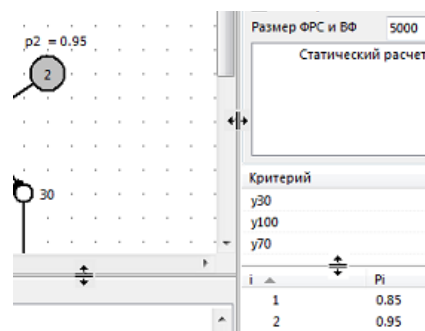 p2 = 0.95
2
30
Размер ФРС и ВФ 5000
Статический расчет
Критерий
y30
y100
y70
i Pi
1 0.85
2 0.95